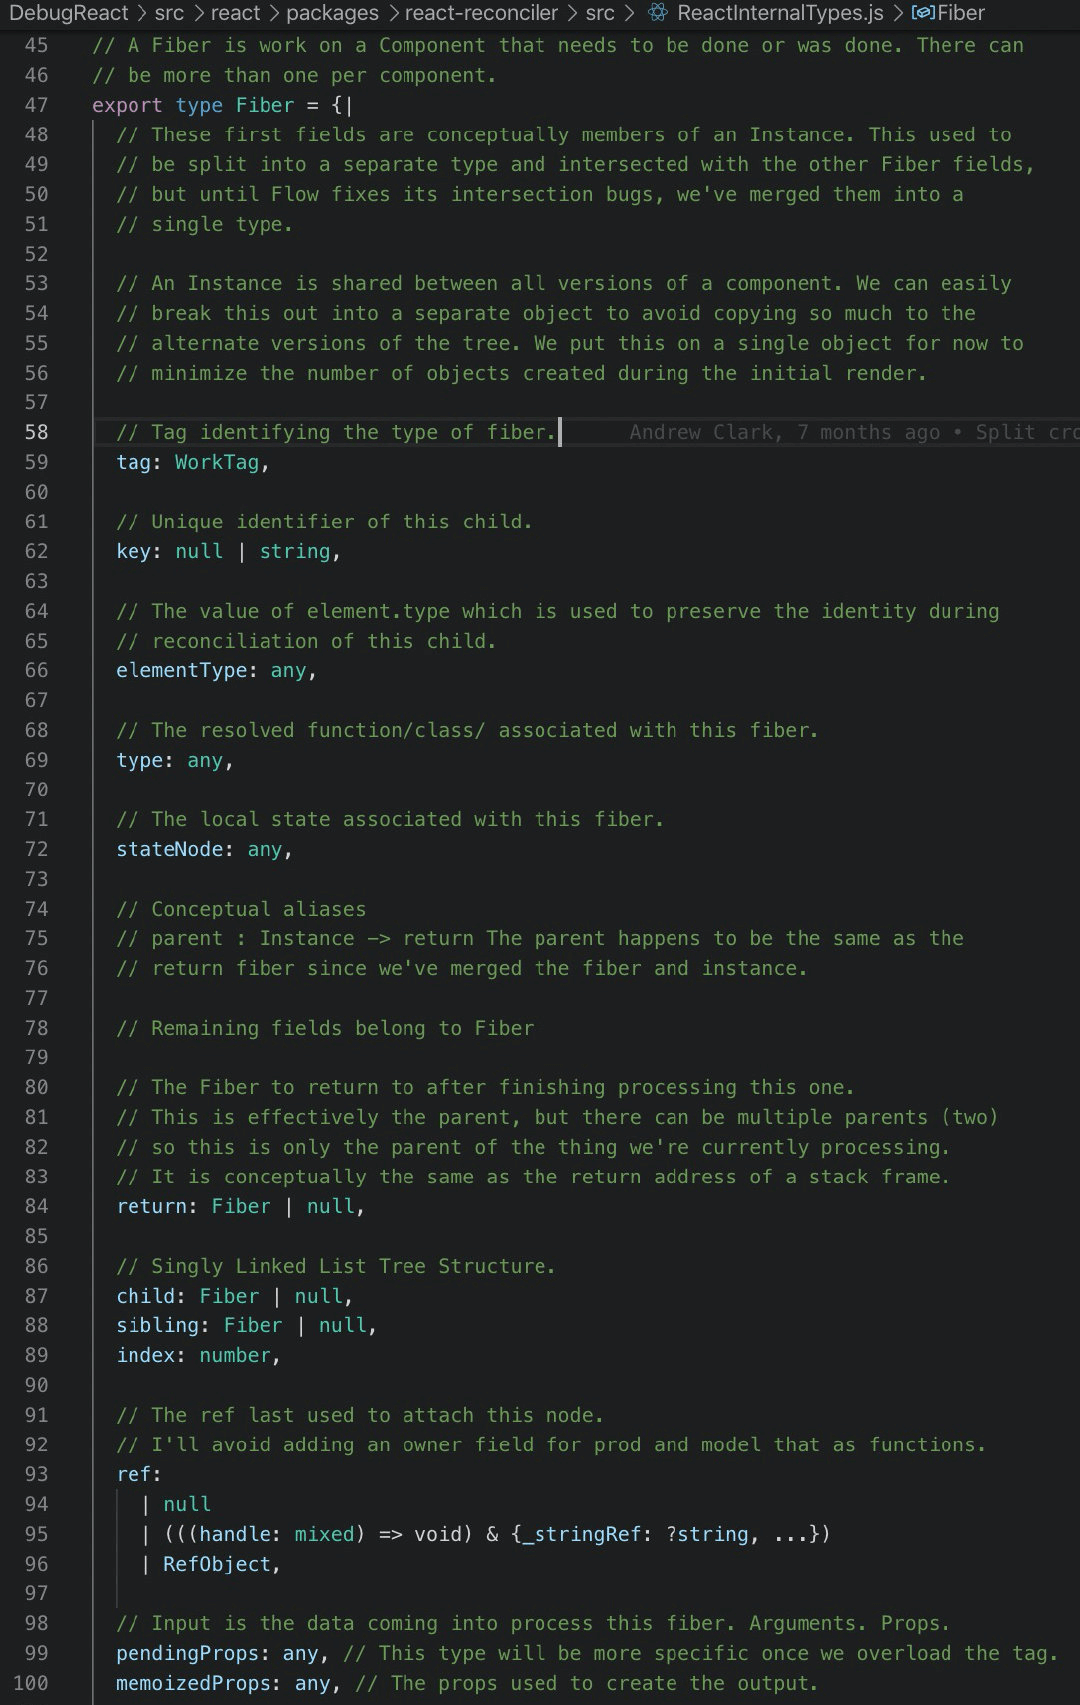 DebugReact > src > react > packages > react-reconciler > src > ReactInternalTypes.js > Fiber
45 // A Fiber is work on a Component that needs to be done or was done. There can
46 // be more than one per component.
47 export type Fiber = {|
48 // These first fields are conceptually members of an Instance. This used to
49 // be split into a separate type and intersected with the other Fiber fields,
50 // but until Flow fixes its intersection bugs, we've merged them into a
51 // single type.
52
53 // An Instance is shared between all versions of a component. We can easily
54 // break this out into a separate object to avoid copying so much to the
55 // alternate versions of the tree. We put this on a single object for now to
56 // minimize the number of objects created during the initial render.
57
58 // Tag identifying the type of fiber. Andrew Clark, 7 months ago • Split cro
59 tag: WorkTag,
60
61 // Unique identifier of this child.
62 key: null | string,
63
64 // The value of element.type which is used to preserve the identity during
65 // reconciliation of this child.
66 elementType: any,
67
68 // The resolved function/class/ associated with this fiber.
69 type: any,
70
71 // The local state associated with this fiber.
72 stateNode: any,
73
74 // Conceptual aliases
75 // parent : Instance -> return The parent happens to be the same as the
76 // return fiber since we've merged the fiber and instance.
77
78 // Remaining fields belong to Fiber
79
80 // The Fiber to return to after finishing processing this one.
81 // This is effectively the parent, but there can be multiple parents (two)
82 // so this is only the parent of the thing we're currently processing.
83 // It is conceptually the same as the return address of a stack frame.
84 return: Fiber | null,
85
86 // Singly Linked List Tree Structure.
87 child: Fiber | null,
88 sibling: Fiber | null,
89 index: number,
90
91 // The ref last used to attach this node.
92 // I'll avoid adding an owner field for prod and model that as functions.
93 ref:
94 | null
95 | (((handle: mixed) => void) & {_stringRef: ?string, ...})
96 | RefObject,
97
98 // Input is the data coming into process this fiber. Arguments. Props.
99 pendingProps: any, // This type will be more specific once we overload the tag.
100 memoizedProps: any, // The props used to create the output.